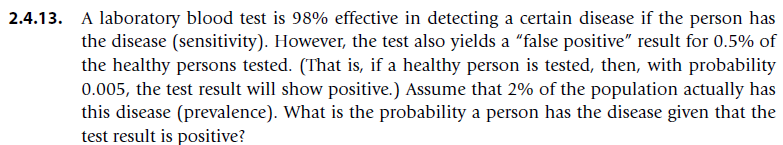 2.4.13. A laboratory blood test is 98% effective in detecting a certain disease if the person has
the disease (sensitivity). However, the test also yields a “false positive” result for 0.5% of
the healthy persons tested. (That is, if a healthy person is tested, then, with probability
0.005, the test result will show positive.) Assume that 2% of the population actually has
this disease (prevalence). What is the probability a person has the disease given that the
test result is positive?